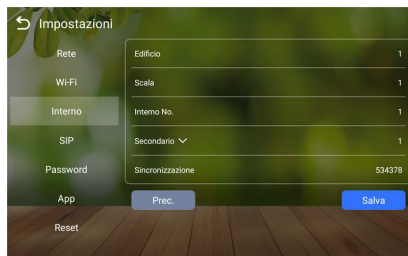 Impostazioni
Rete
Edificio 1
Wi-Fi
Scala 1
Interno
Interno No. 1
SIP
Secondario 1
Password
Sincronizzazione 534378
App
Prec. Salva
Reset